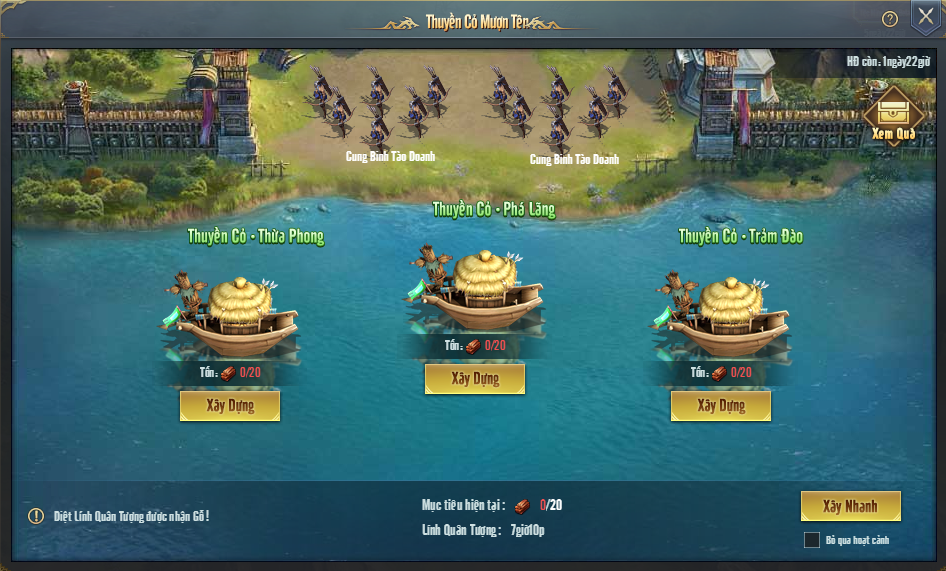 Thuyền Cỏ Mượn Tên
HĐ còn: 1ngày22giờ
Xem Quà
Cung Binh Tào Doanh
Cung Binh Tào Doanh
Thuyền Cỏ - Phá Lãng
Thuyền Cỏ - Thừa Phong
Thuyền Cỏ - Trảm Đào
Tốn: 0/20
Xây Dựng
Tốn: 0/20
Xây Dựng
Tốn: 0/20
Xây Dựng
Diệt Lính Quân Tượng được nhận Gỗ!
Mục tiêu hiện tại: 0/20
Lính Quân Tượng: 7giờ10p
Xây Nhanh
Bỏ qua hoạt cảnh